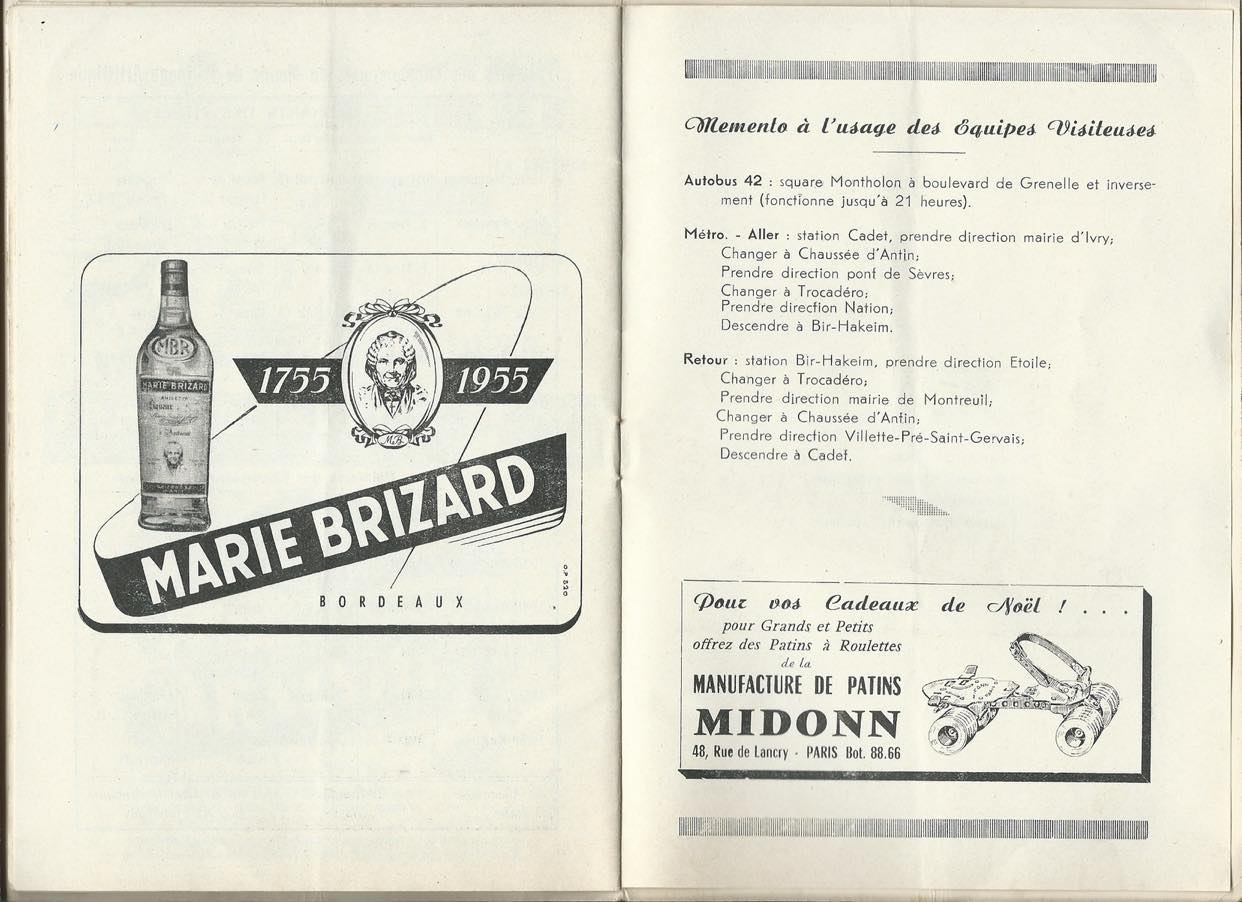 MBR
MARIE BRIZARD
1755
1955
MARIE BRIZARD
BORDEAUX
OP 520
Memento à l'usage des Equipes Visiteuses
Autobus 42 : square Montholon à boulevard de Grenelle et inverse-
ment (fonctionne jusqu'à 21 heures).
Métro. - Aller : station Cadet, prendre direction mairie d'Ivry;
Changer à Chaussée d'Antin;
Prendre direction pont de Sèvres;
Changer à Trocadéro;
Prendre direction Nation;
Descendre à Bir-Hakeim.
Retour : station Bir-Hakeim, prendre direction Etoile;
Changer à Trocadéro;
Prendre direction mairie de Montreuil;
Changer à Chaussée d'Antin;
Prendre direction Villette-Pré-Saint-Gervais;
Descendre à Cadet.
Pour vos Cadeaux de Noël ! . . .
pour Grands et Petits
offrez des Patins à Roulettes
de la
MANUFACTURE DE PATINS
MIDONN
48, Rue de Lancry - PARIS Bot. 88.66